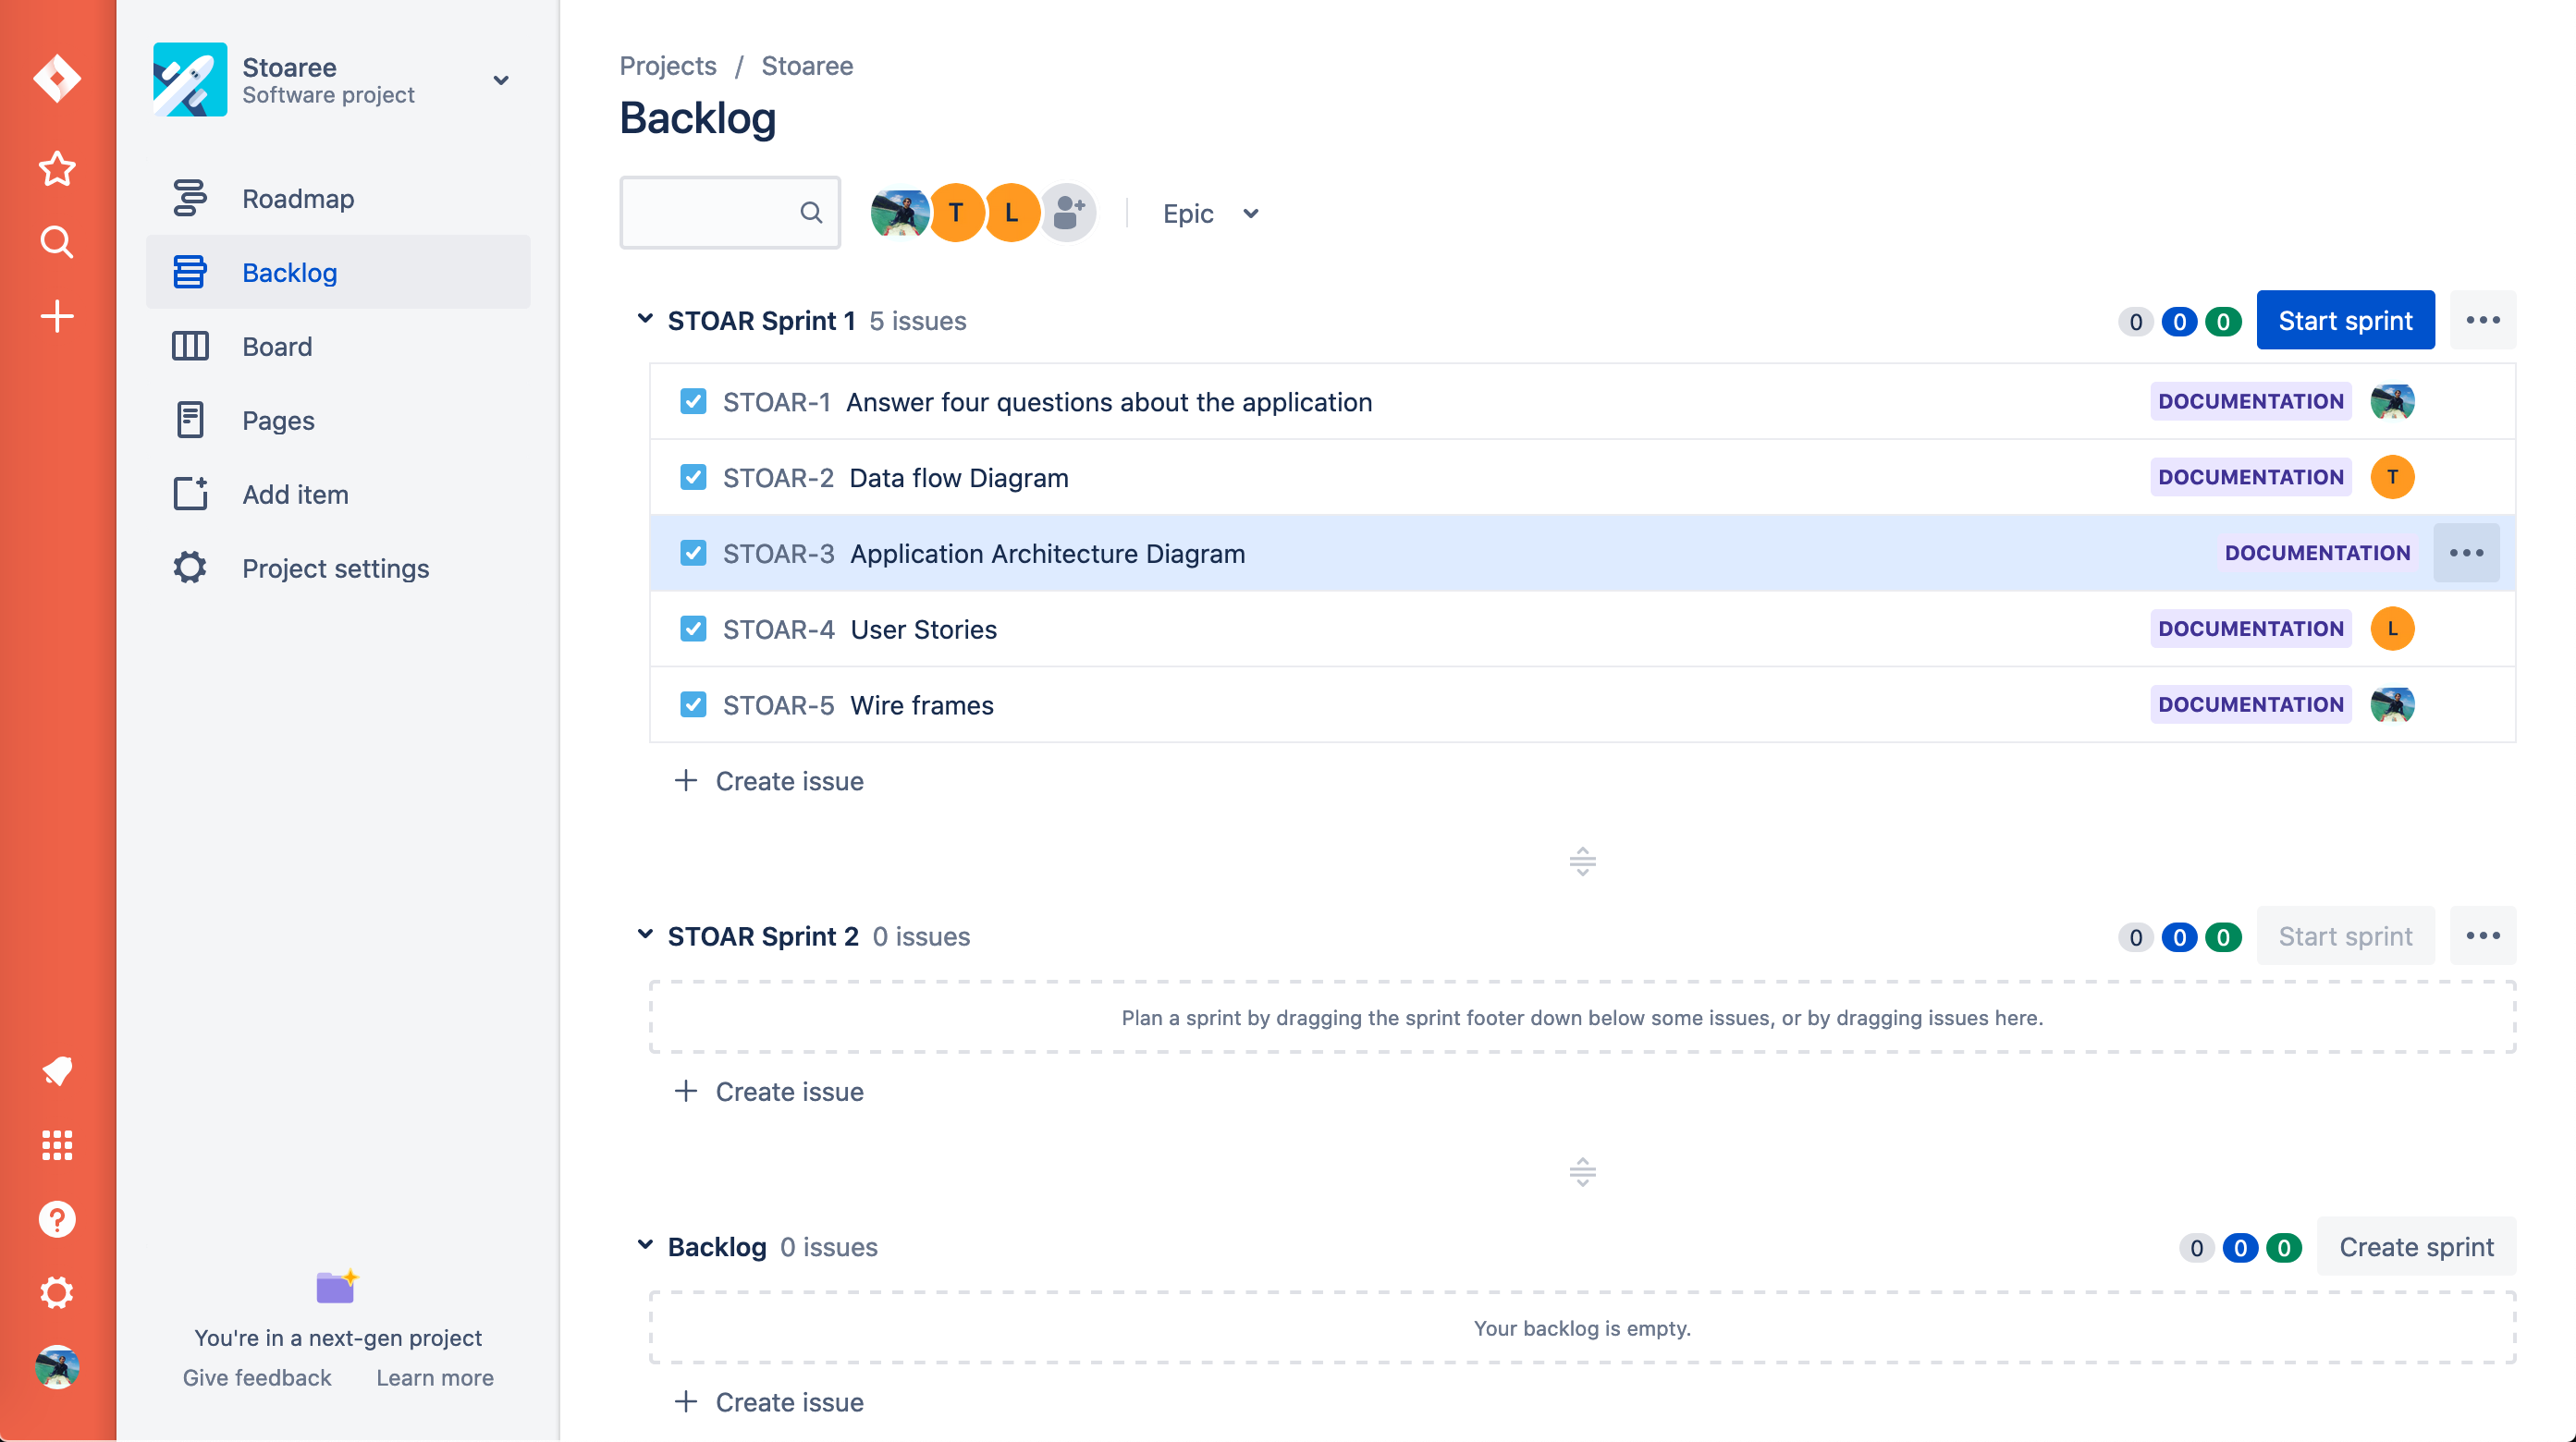 Stoaree
Software project
Roadmap
Backlog
Board
Pages
Add item
Project settings
You're in a next-gen project
Give feedback Learn more
Projects / Stoaree
Backlog
T L Epic
STOAR Sprint 1 5 issues 0 0 0 Start sprint
STOAR-1 Answer four questions about the application DOCUMENTATION
STOAR-2 Data flow Diagram DOCUMENTATION T
STOAR-3 Application Architecture Diagram DOCUMENTATION
STOAR-4 User Stories DOCUMENTATION L
STOAR-5 Wire frames DOCUMENTATION
Create issue
STOAR Sprint 2 0 issues 0 0 0 Start sprint
Plan a sprint by dragging the sprint footer down below some issues, or by dragging issues here.
Create issue
Backlog 0 issues 0 0 0 Create sprint
Your backlog is empty.
Create issue